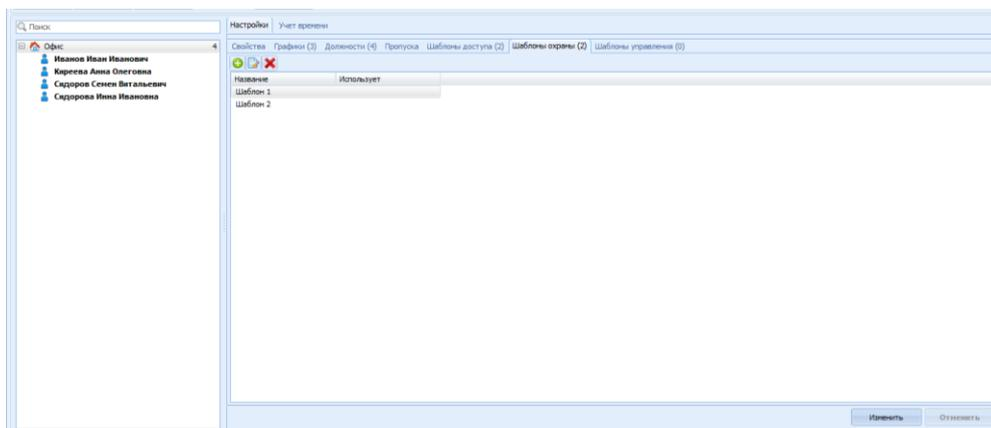 Поиск
Настройки Учет времени
Офис 4
Свойства Графики (3) Должности (4) Пропуска Шаблоны доступа (2) Шаблоны охраны (2) Шаблоны управления (0)
Иванов Иван Иванович
Киреева Анна Олеговна
Сидоров Семен Витальевич
Сидорова Инна Ивановна
Название Использует
Шаблон 1
Шаблон 2
Изменить Отменить